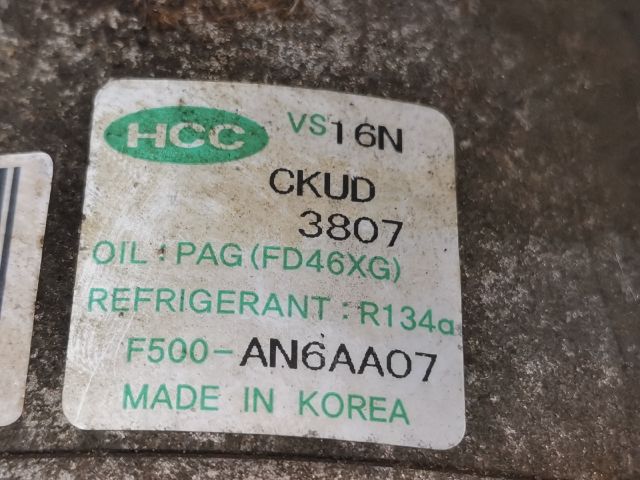 HCC VS16N
CKUD
3807
OIL : PAG (FD46XG)
REFRIGERANT : R134a
F500-AN6AA07
MADE IN KOREA